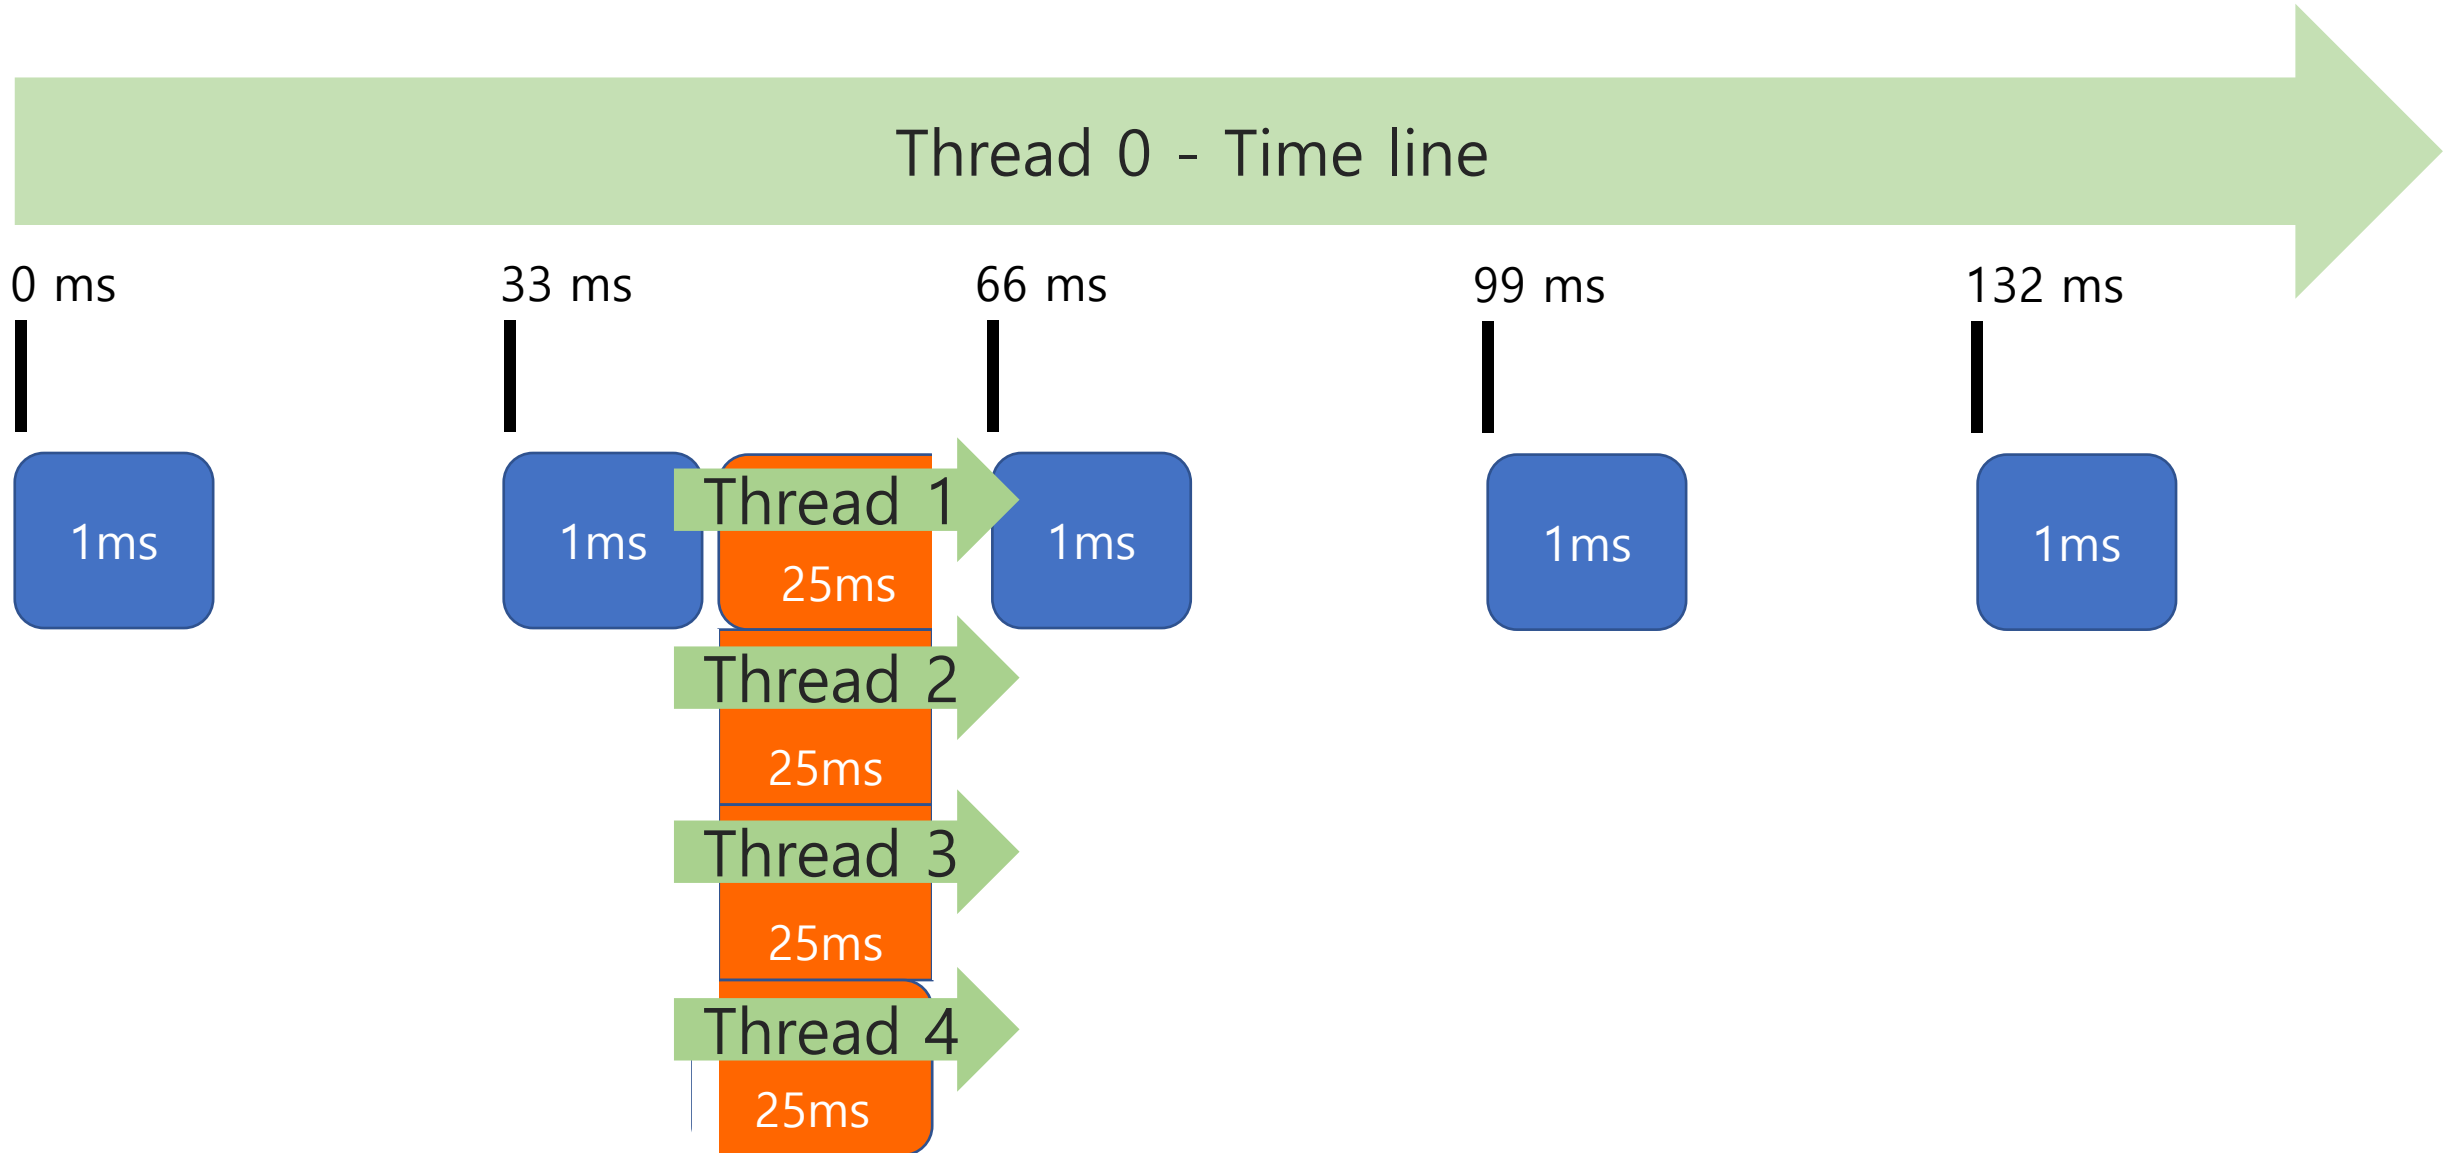 Thread 0 - Time line
0 ms
33 ms
66 ms
99 ms
132 ms
1ms
1ms
Thread 1
25ms
1ms
1ms
1ms
Thread 2
25ms
Thread 3
25ms
Thread 4
25ms